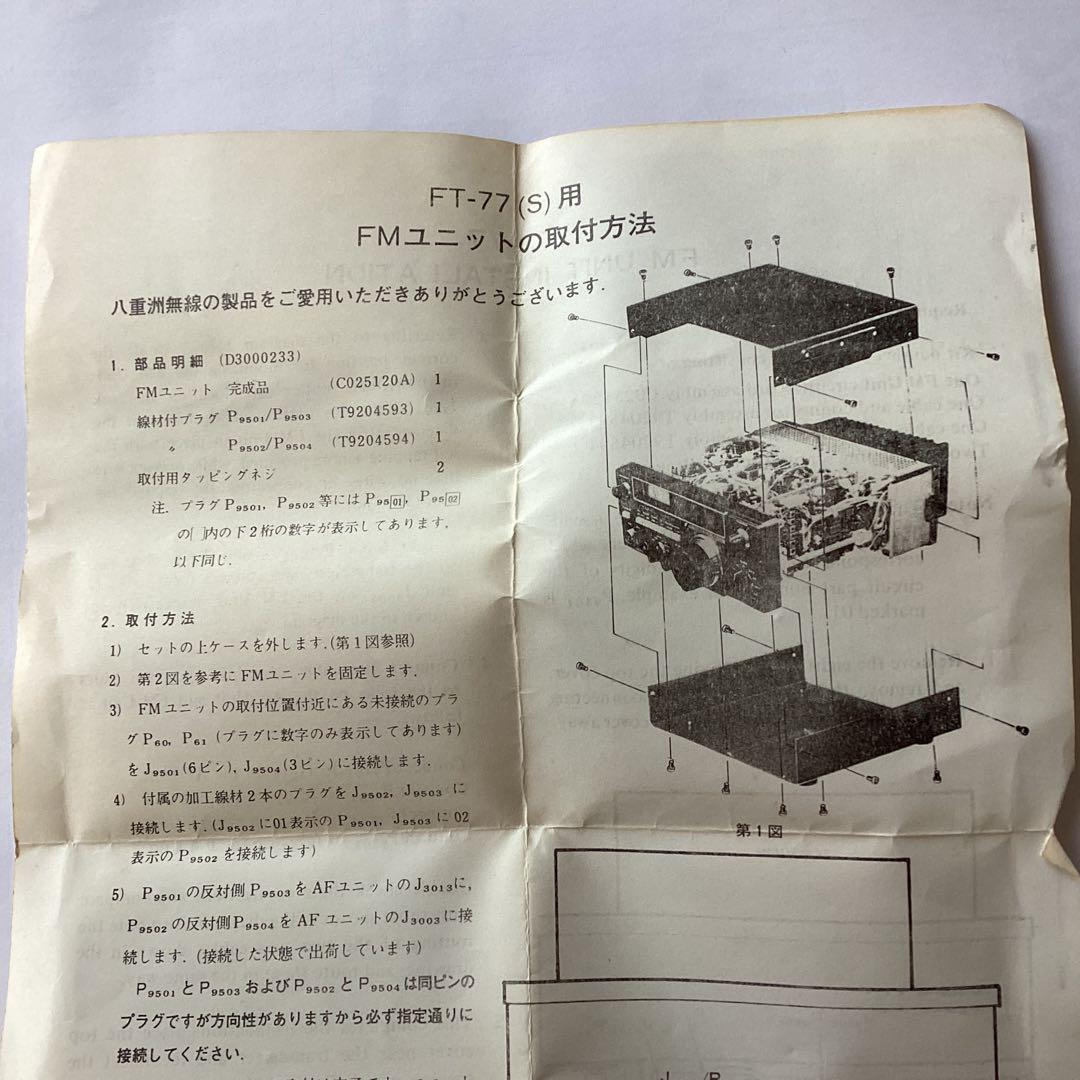 FT-77(S)用
FMユニットの取付方法
八重洲無線の製品をご愛用いただきありがとうございます.
1. 部品明細 (D3000233)
FMユニット 完成品 (C025120A) 1
線材付プラグ P9501/P9503 (T9204593) 1
〃 P9502/P9504 (T9204594) 1
取付用タッピングネジ 2
注. プラグP9501, P9502等にはP95[01], P95[02]
の[ ]内の下2桁の数字が表示してあります.
以下同じ.
2. 取付方法
1) セットの上ケースを外します.(第1図参照)
2) 第2図を参考にFMユニットを固定します.
3) FMユニットの取付位置付近にある未接続のプラ
グP60, P61 (プラグに数字のみ表示してあります)
をJ9501(6ピン), J9504(3ピン)に接続します.
4) 付属の加工線材2本のプラグをJ9502, J9503に
接続します.(J9502に01表示のP9501, J9503に02
表示のP9502を接続します)
5) P9501の反対側P9503をAFユニットのJ3013に,
P9502の反対側P9504をAFユニットのJ3003に接
続します.(接続した状態で出荷しています)
P9501とP9503およびP9502とP9504は同ピンの
プラグですが方向性がありますから必ず指定通りに
接続してください.
第1図